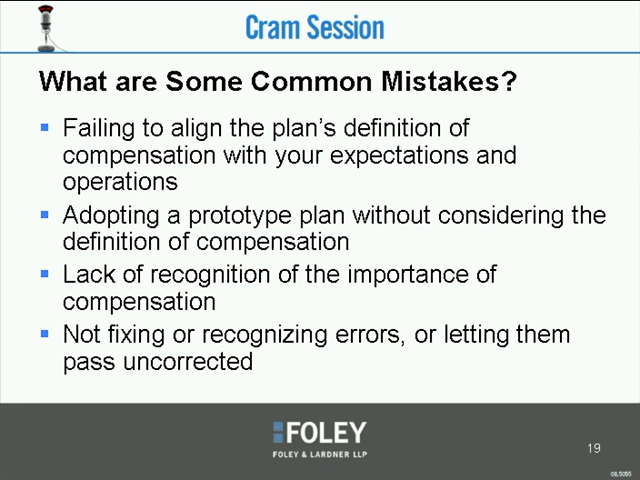 Cram Session
What are Some Common Mistakes?
Failing to align the plan's definition of
compensation with your expectations and
operations
Adopting a prototype plan without considering the
definition of compensation
Lack of recognition of the importance of
compensation
Not fixing or recognizing errors, or letting them
pass uncorrected
FOLEY
FOLEY & LARDNER LLP
19